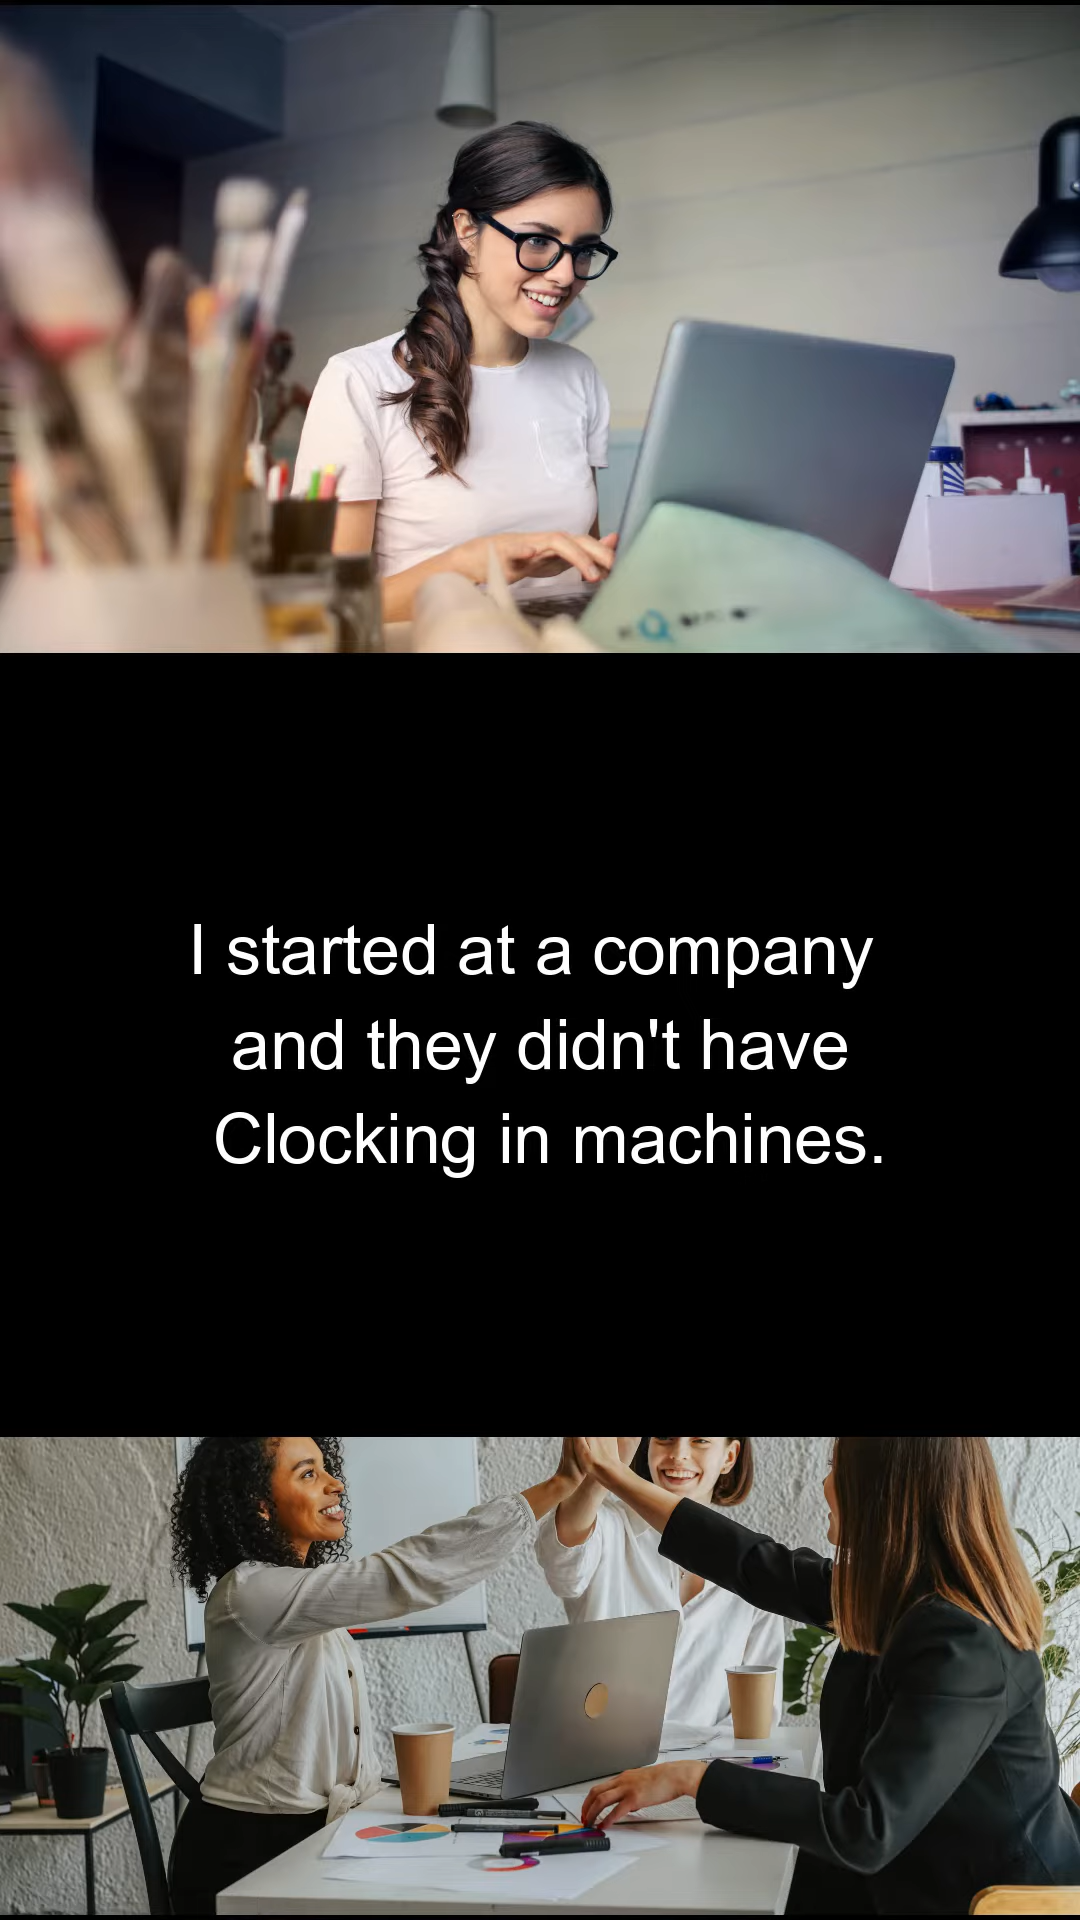 I started at a company
and they didn't have
Clocking in machines.